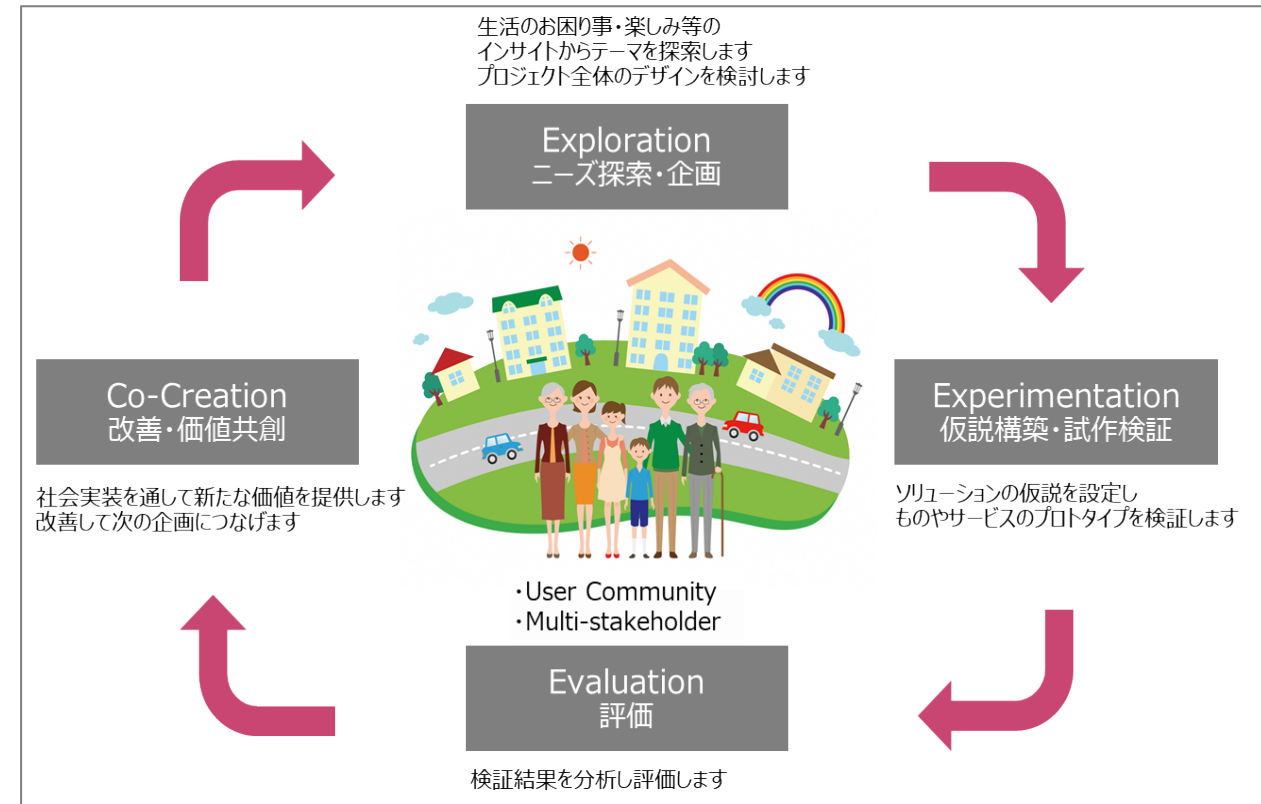 生活のお困り事・楽しみ等の
インサイトからテーマを探索します
プロジェクト全体のデザインを検討します
Exploration
ニーズ探索・企画
Co-Creation
改善・価値共創
社会実装を通して新たな価値を提供します
改善して次の企画につなげます
Experimentation
仮説構築・試作検証
ソリューションの仮説を設定し
ものやサービスのプロトタイプを検証します
・User Community
・Multi-stakeholder
Evaluation
評価
検証結果を分析し評価します